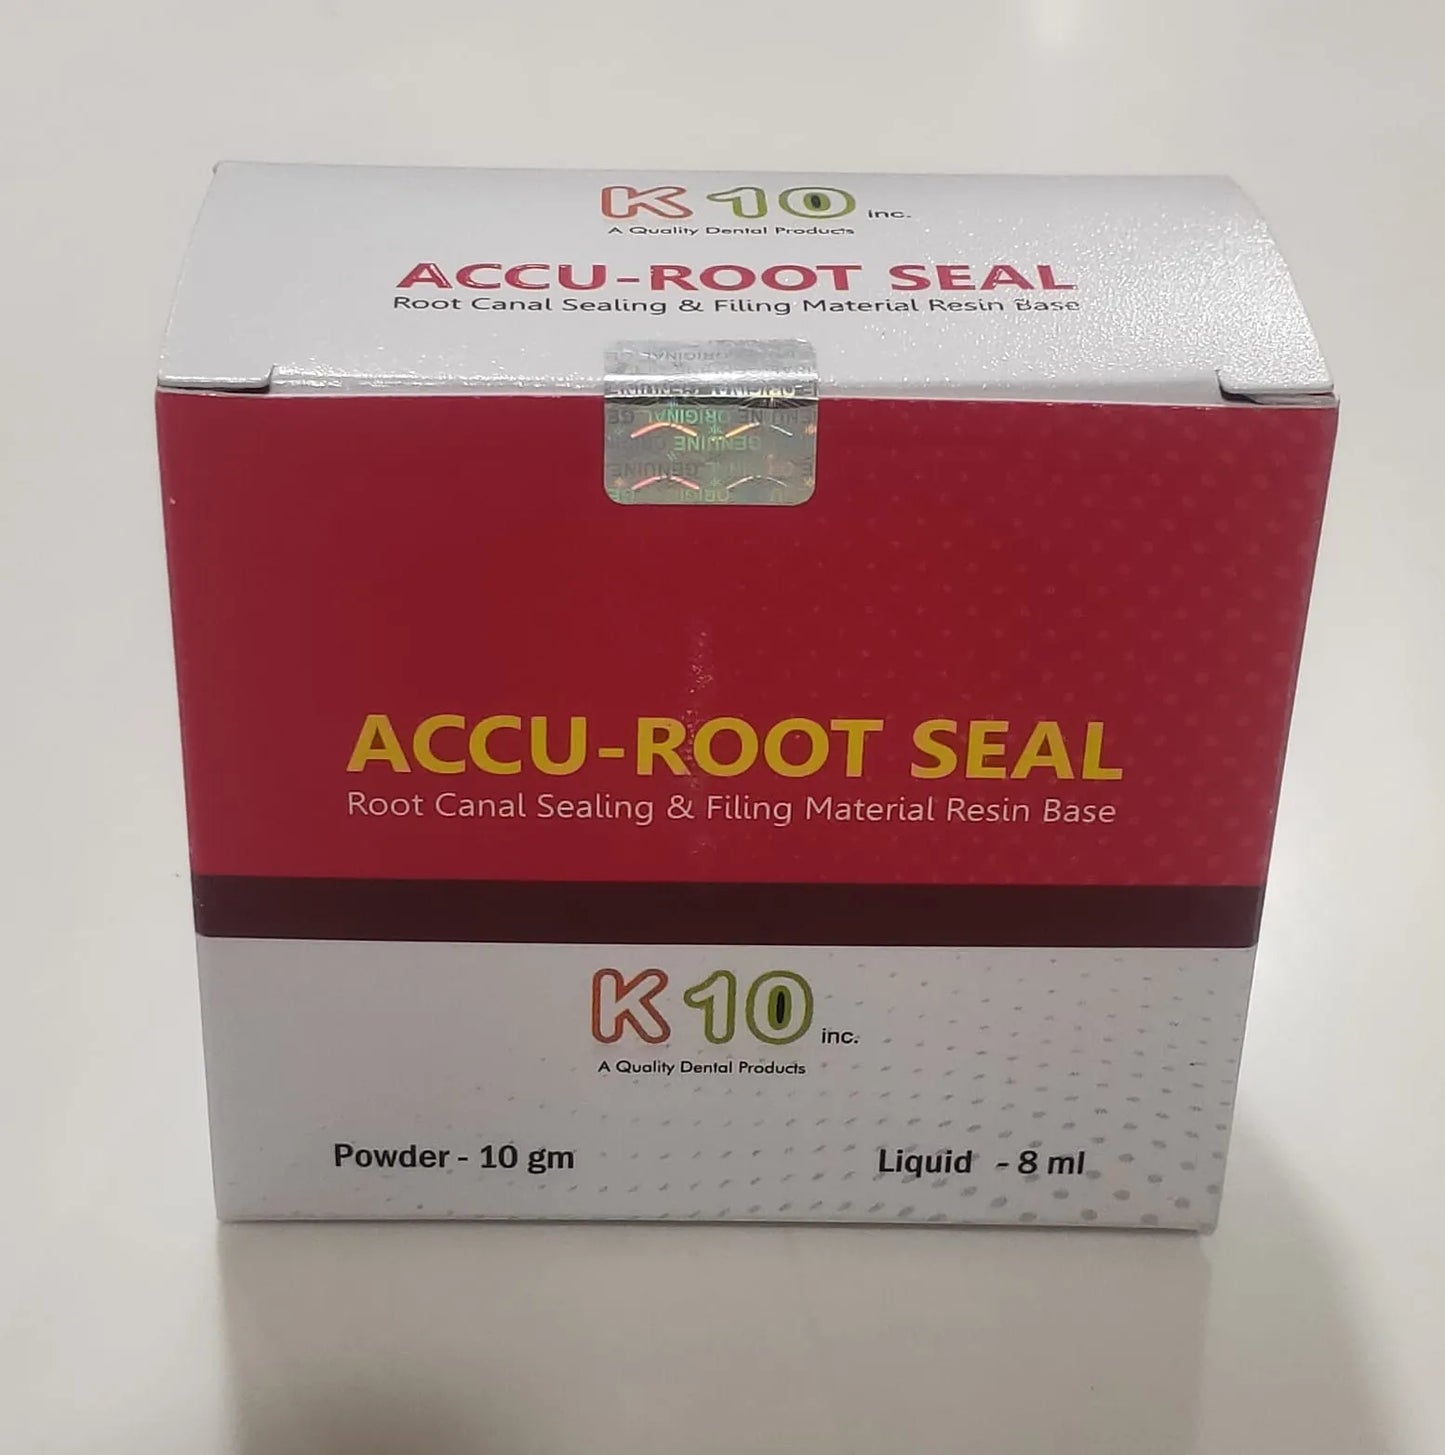 K10 inc.
A Quality Dental Products
ACCU-ROOT SEAL
Root Canal Sealing & Filing Material Resin Base
GENUINE ORIGINAL
ACCU-ROOT SEAL
Root Canal Sealing & Filing Material Resin Base
K10 inc.
A Quality Dental Products
Powder - 10 gm
Liquid - 8 ml